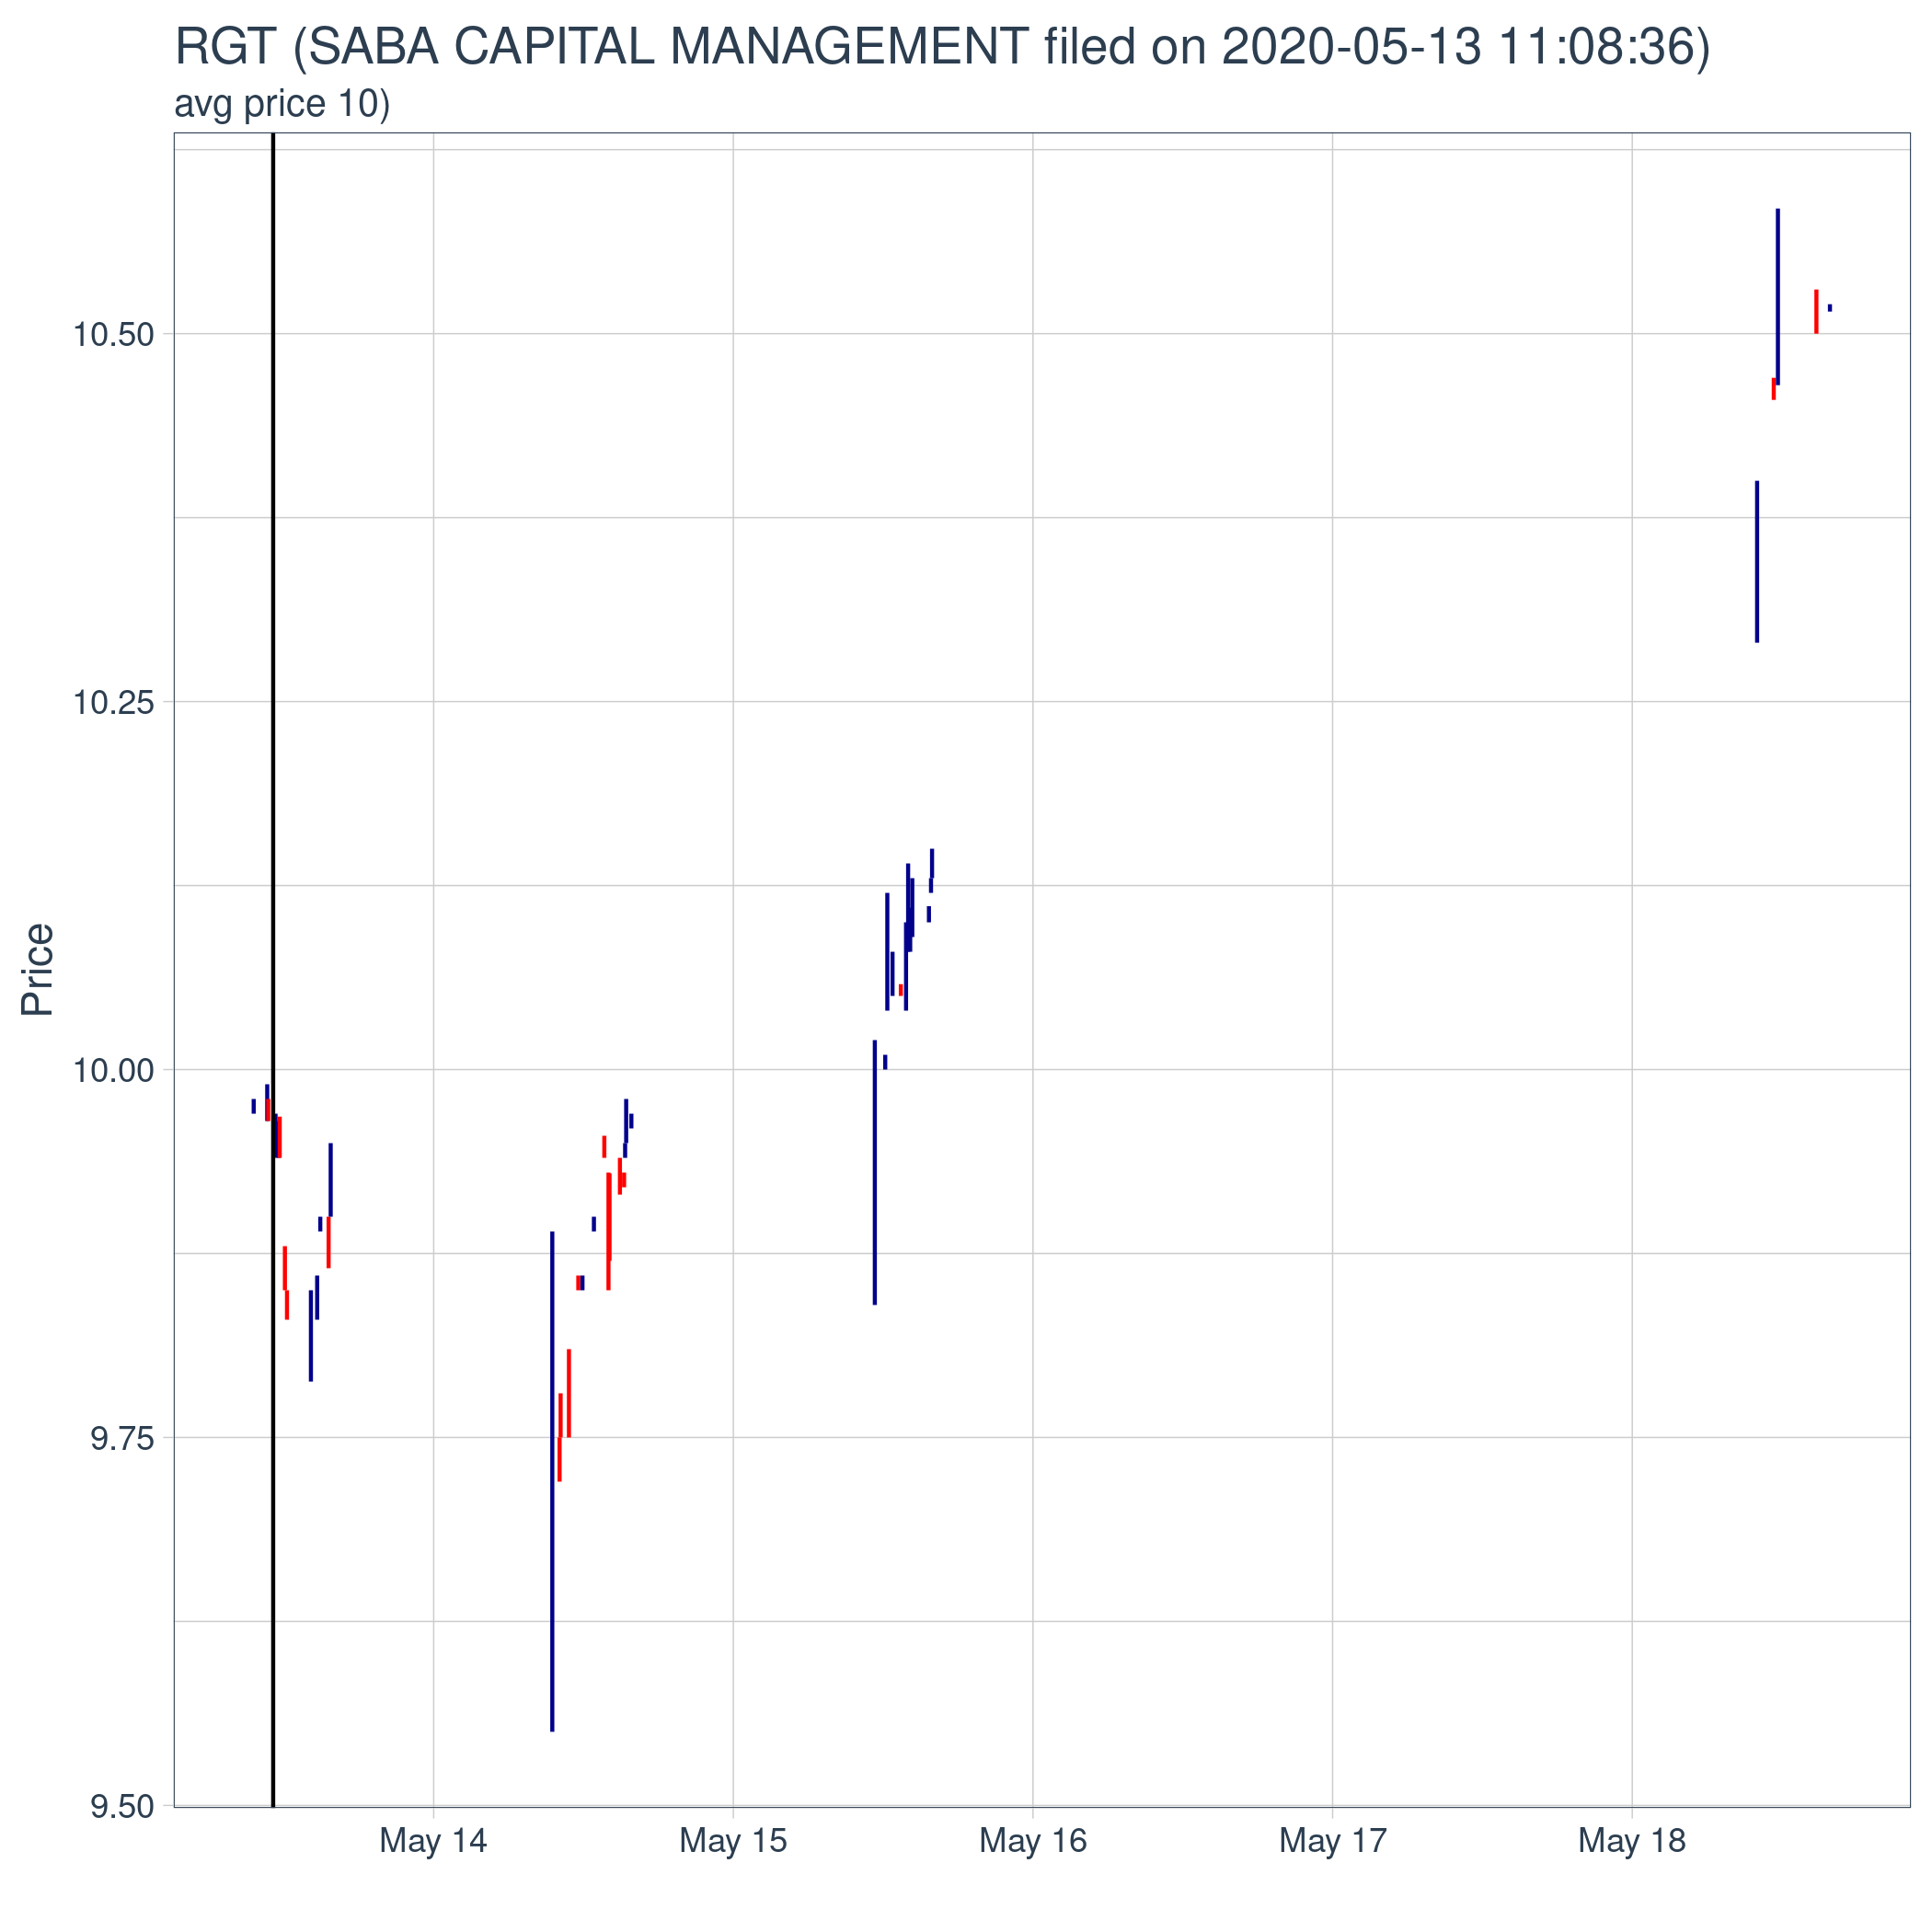 RGT (SABA CAPITAL MANAGEMENT filed on 2020-05-13 11:08:36)
avg price 10)
Price
10.50
10.25
10.00
9.75
9.50
May 14
May 15
May 16
May 17
May 18